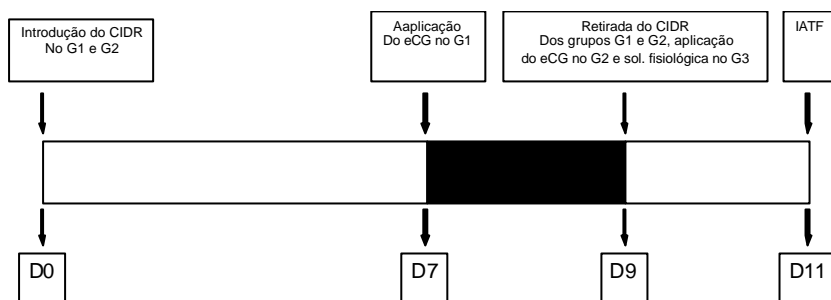 Introdução do CIDR
No G1 e G2
Aaplicação
Do eCG no G1
Retirada do CIDR
Dos grupos G1 e G2, aplicação
do eCG no G2 e sol. fisiológica no G3
IATF
D0
D7
D9
D11